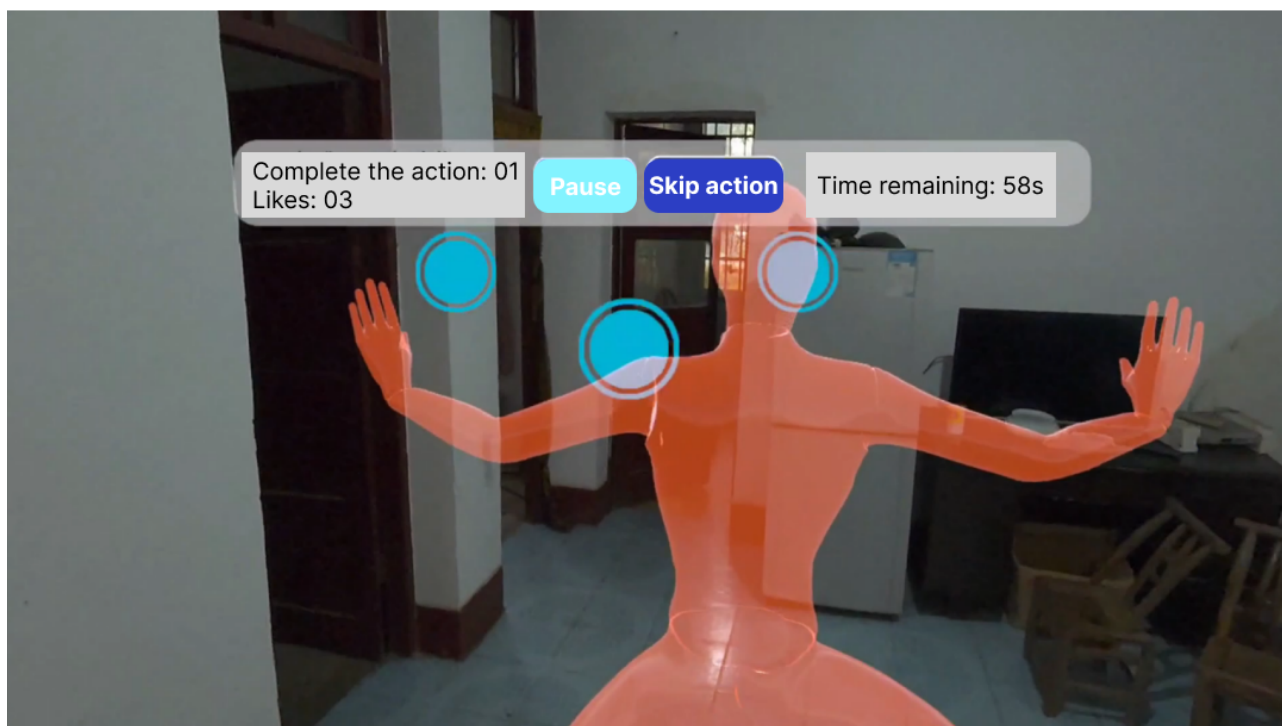 Complete the action: 01
Likes: 03
Pause
Skip action
Time remaining: 58s